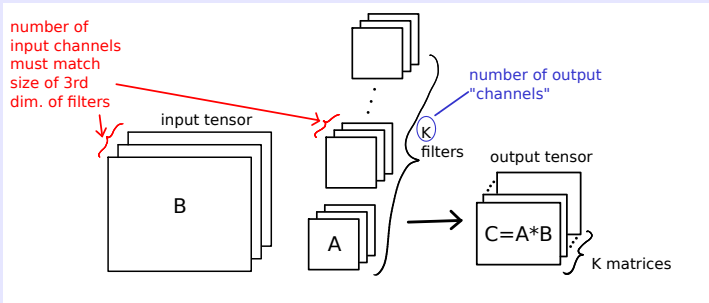 number of
input channels
must match
size of 3rd
dim. of filters
input tensor
B
A
K
filters
number of output
"channels"
output tensor
C=A*B
K matrices